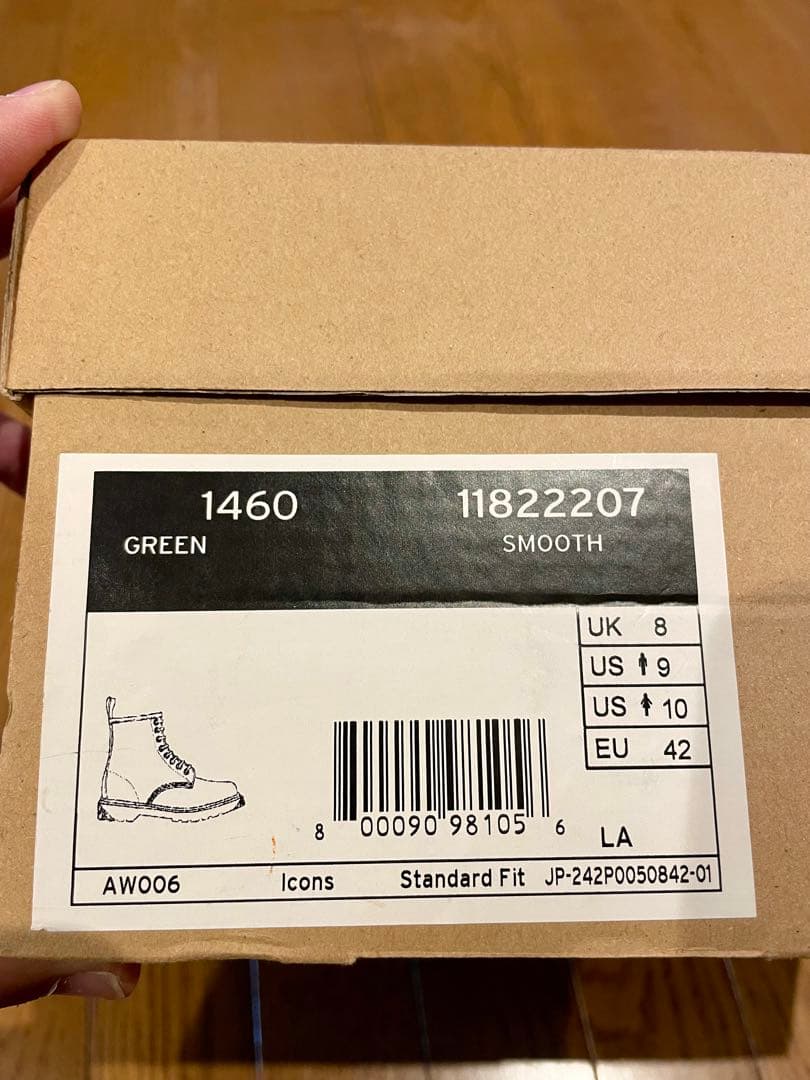 1460 11822207
GREEN SMOOTH
UK 8
US 9
US 10
EU 42
8 00090 98105 6
LA
AW006 Icons Standard Fit JP-242P0050842-01